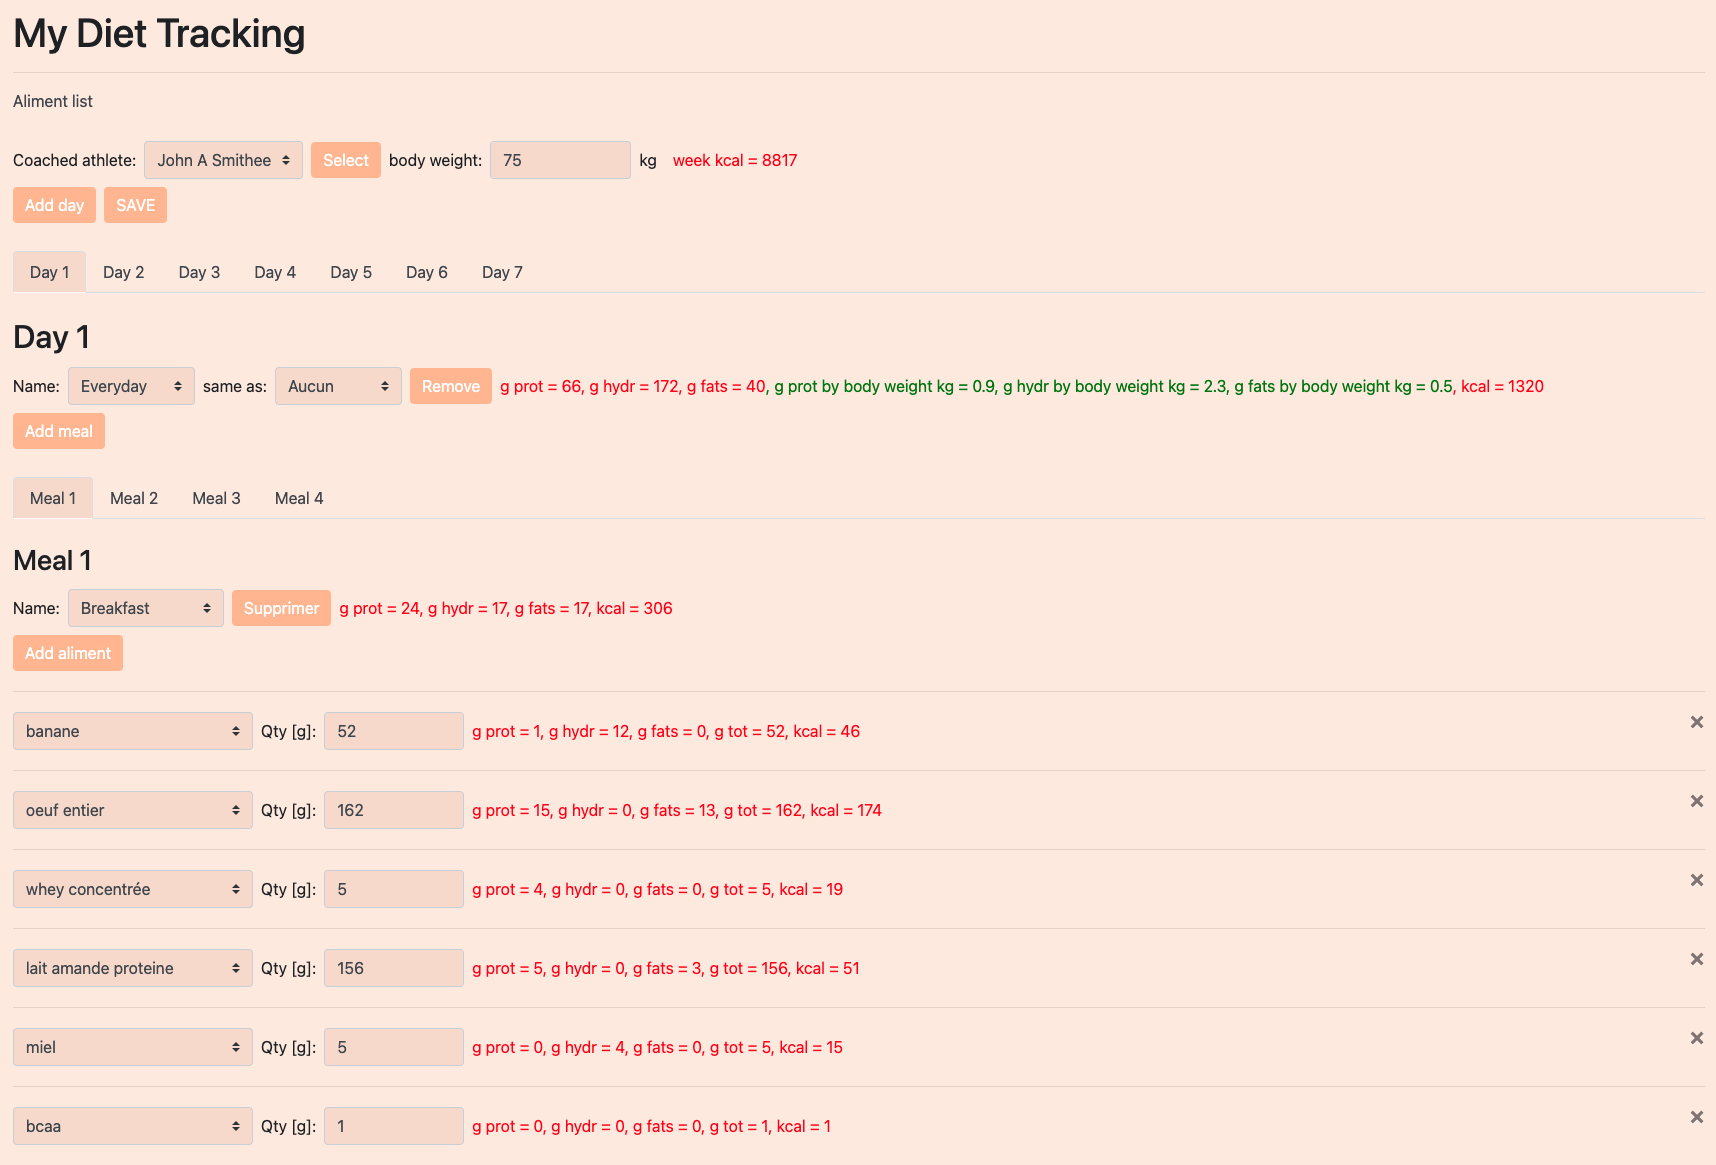 My Diet Tracking
Aliment list
Coached athlete: John A Smithee Select body weight: 75 kg week kcal = 8817
Add day SAVE
Day 1 Day 2 Day 3 Day 4 Day 5 Day 6 Day 7
Day 1
Name: Everyday same as: Aucun Remove g prot = 66, g hydr = 172, g fats = 40, g prot by body weight kg = 0.9, g hydr by body weight kg = 2.3, g fats by body weight kg = 0.5, kcal = 1320
Add meal
Meal 1 Meal 2 Meal 3 Meal 4
Meal 1
Name: Breakfast Supprimer g prot = 24, g hydr = 17, g fats = 17, kcal = 306
Add aliment
banane Qty [g]: 52 g prot = 1, g hydr = 12, g fats = 0, g tot = 52, kcal = 46
oeuf entier Qty [g]: 162 g prot = 15, g hydr = 0, g fats = 13, g tot = 162, kcal = 174
whey concentrée Qty [g]: 5 g prot = 4, g hydr = 0, g fats = 0, g tot = 5, kcal = 19
lait amande proteine Qty [g]: 156 g prot = 5, g hydr = 0, g fats = 3, g tot = 156, kcal = 51
miel Qty [g]: 5 g prot = 0, g hydr = 4, g fats = 0, g tot = 5, kcal = 15
bcaa Qty [g]: 1 g prot = 0, g hydr = 0, g fats = 0, g tot = 1, kcal = 1